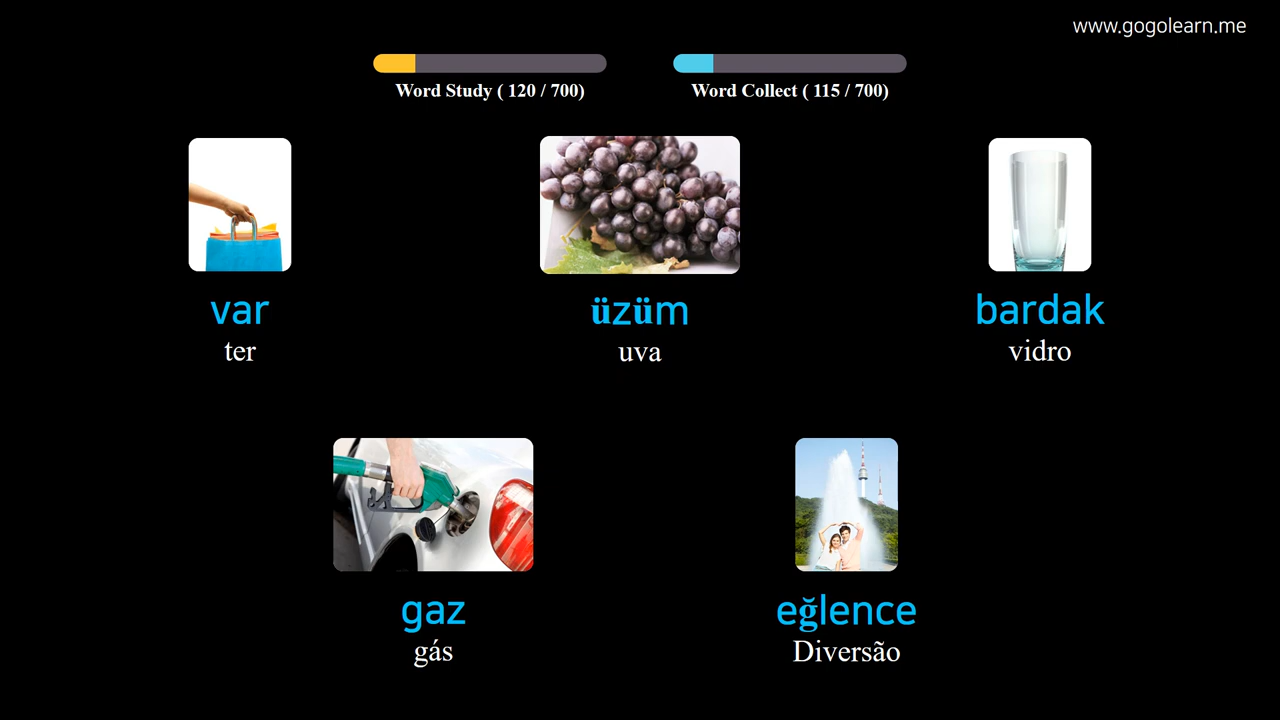 www.gogolearn.me
Word Study ( 120 / 700)
Word Collect ( 115 / 700)
var
ter
üzüm
uva
bardak
vidro
gaz
gás
eğlence
Diversão